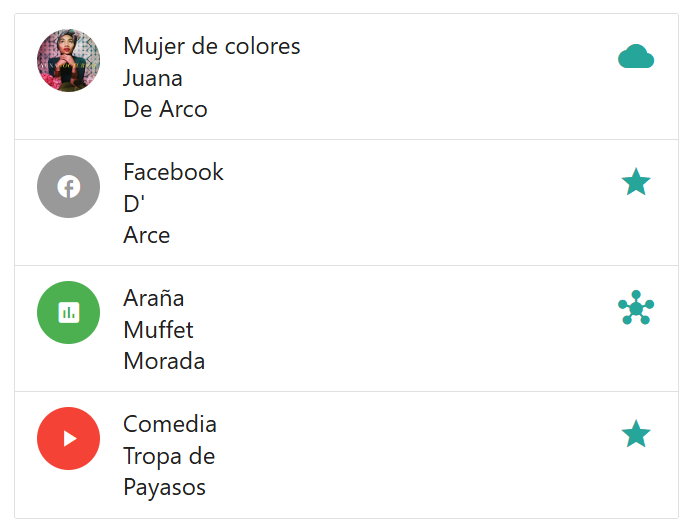 Mujer de colores
Juana
De Arco
Facebook
D'
Arce
Araña
Muffet
Morada
Comedia
Tropa de
Payasos